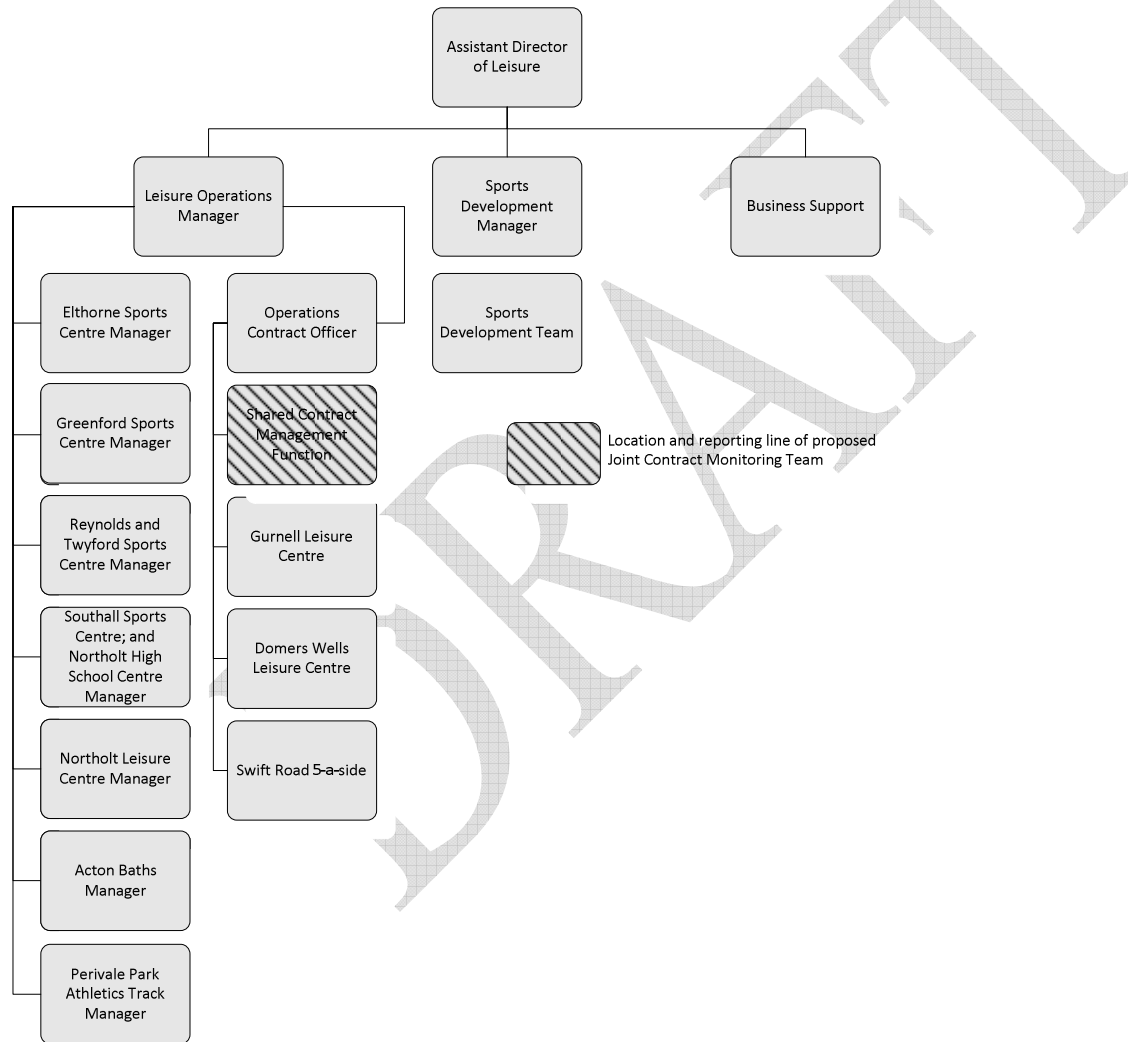 Assistant Director
of Leisure
Leisure Operations
Manager
Sports
Development
Manager
Business Support
Elthorne Sports
Centre Manager
Operations
Contract Officer
Sports
Development Team
Greenford Sports
Centre Manager
Shared Contract
Management
Function
Location and reporting line of proposed
Joint Contract Monitoring Team
Reynolds and
Twyford Sports
Centre Manager
Gurnell Leisure
Centre
Southall Sports
Centre; and
Northolt High
School Centre
Manager
Domers Wells
Leisure Centre
Northolt Leisure
Centre Manager
Swift Road 5-a-side
Acton Baths
Manager
Perivale Park
Athletics Track
Manager
DRAFT